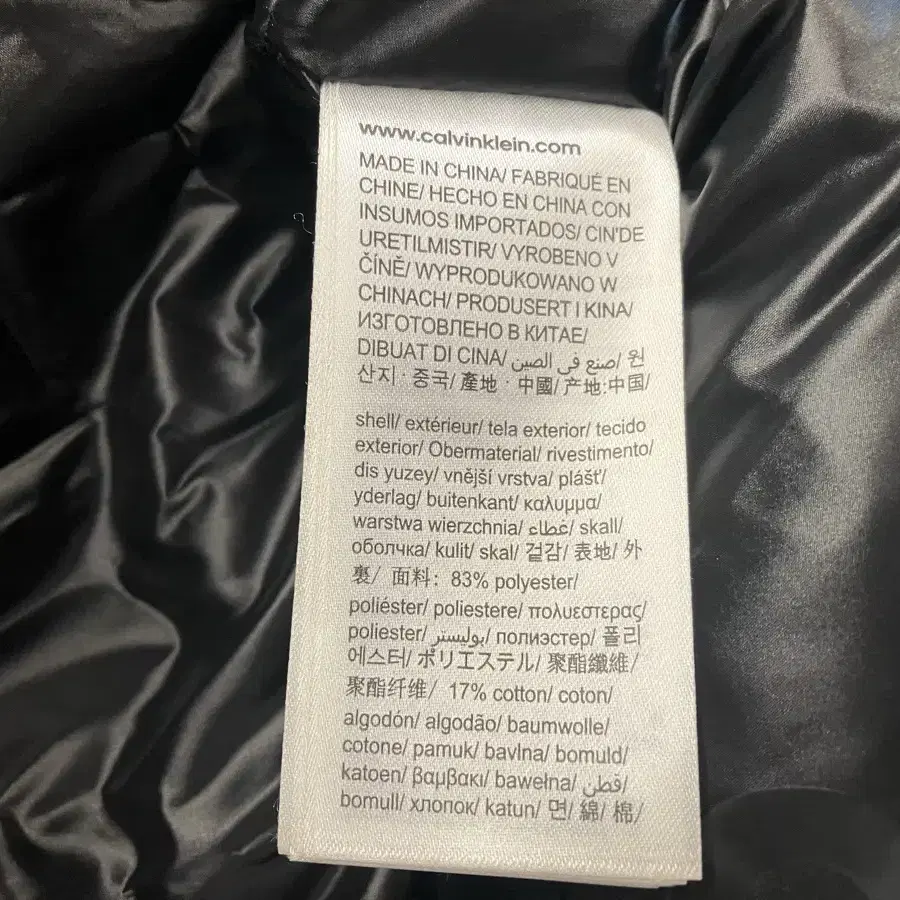 www.calvinklein.com
MADE IN CHINA/ FABRIQUÉ EN
CHINE/ HECHO EN CHINA CON
INSUMOS IMPORTADOS/ CIN'DE
URETILMISTIR/ VYROBENO V
ČÍNĚ/ WYPRODUKOWANO W
CHINACH/ PRODUSERT I KINA/
ИЗГОТОВЛЕНО В КИТАЕ/
DIBUAT DI CINA/ صنع في الصين/ 원
산지 : 중국/ 產地 : 中國/ 产地:中国/
shell/ extérieur/ tela exterior/ tecido
exterior/ Obermaterial/ rivestimento/
dis yuzey/ vnější vrstva/ plášť/
yderlag/ buitenkant/ καλυμμα/
warstwa wierzchnia/ غطاء/ skall/
оболчка/ kulit/ skal/ 겉감/ 表地/ 外
裏/ 面料: 83% polyester/
poliéster/ poliestere/ πολυεστερας/
poliester/ بوليستر/ полиэстер/ 폴리
에스터/ ポリエステル/ 聚酯纖維/
聚酯纤维/ 17% cotton/ coton/
algodón/ algodão/ baumwolle/
cotone/ pamuk/ bavlna/ bomuld/
katoen/ βαμβακι/ bawełna/ قطن/
bomull/ хлопок/ katun/ 면/ 綿/ 棉/